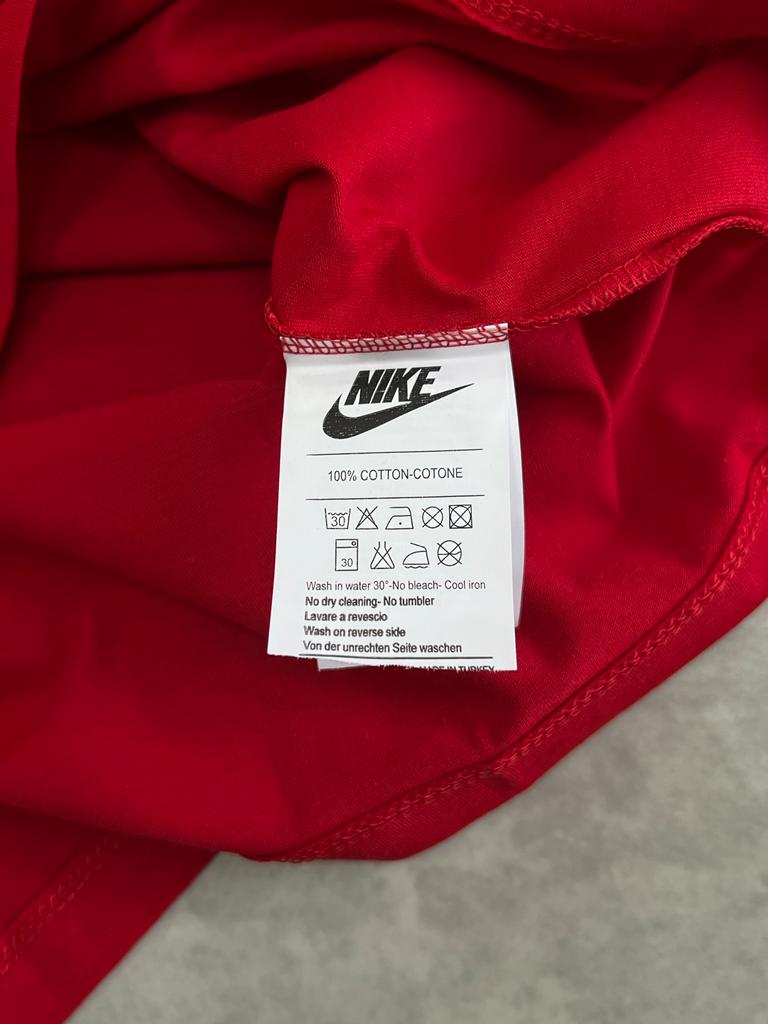 NIKE
100% COTTON-COTONE
30
30
Wash in water 30°-No bleach- Cool iron
No dry cleaning- No tumbler
Lavare a revescio
Wash on reverse side
Von der unrechten Seite waschen
MADE IN TURKEY